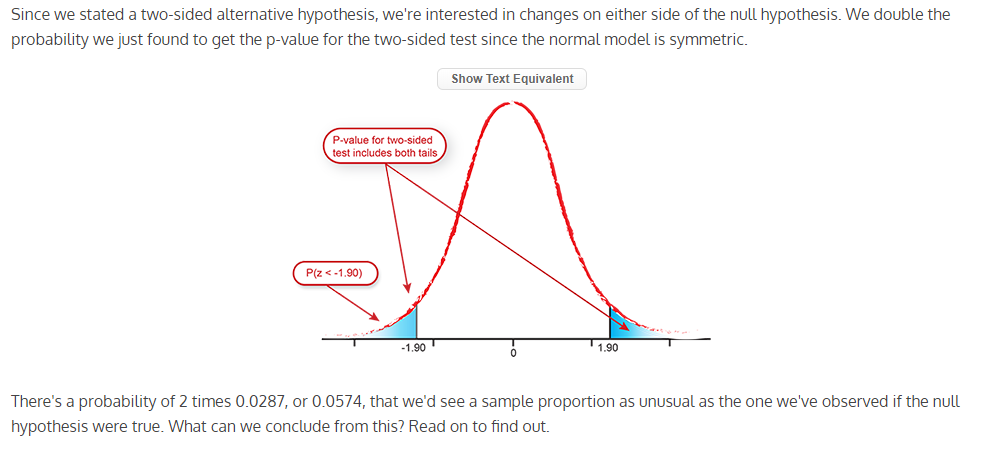 Since we stated a two-sided alternative hypothesis, we're interested in changes on either side of the null hypothesis. We double the
probability we just found to get the p-value for the two-sided test since the normal model is symmetric.
Show Text Equivalent
P-value for two-sided
test includes both tails
P(z < -1.90)
-1.90
0
1.90
There's a probability of 2 times 0.0287, or 0.0574, that we'd see a sample proportion as unusual as the one we've observed if the null
hypothesis were true. What can we conclude from this? Read on to find out.